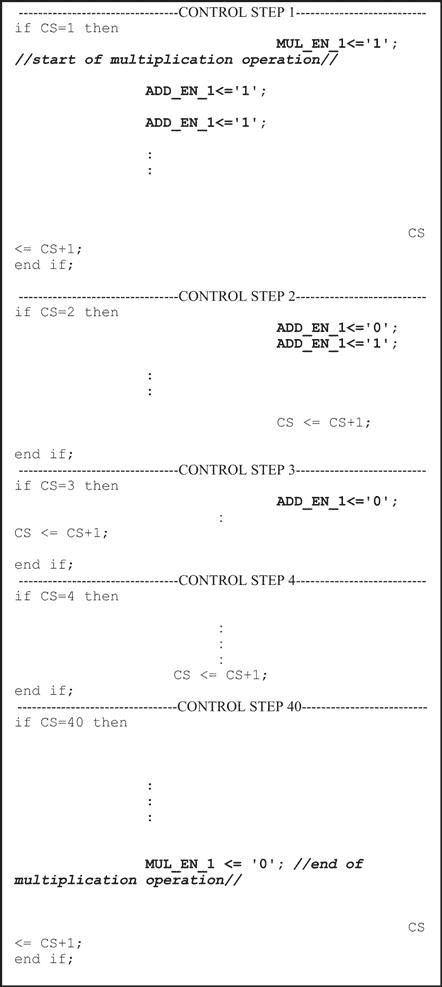 ---------------------------------CONTROL STEP 1---------------------------
if CS=1 then
MUL_EN_1<='1';
//start of multiplication operation//
ADD_EN_1<='1';
ADD_EN_1<='1';
:
:
CS
<= CS+1;
end if;
---------------------------------CONTROL STEP 2---------------------------
if CS=2 then
ADD_EN_1<='0';
ADD_EN_1<='1';
:
:
CS <= CS+1;
end if;
---------------------------------CONTROL STEP 3---------------------------
if CS=3 then
ADD_EN_1<='0';
:
CS <= CS+1;
end if;
---------------------------------CONTROL STEP 4---------------------------
if CS=4 then
:
:
:
CS <= CS+1;
end if;
---------------------------------CONTROL STEP 40--------------------------
if CS=40 then
:
:
:
MUL_EN_1 <= '0'; //end of
multiplication operation//
CS
<= CS+1;
end if;